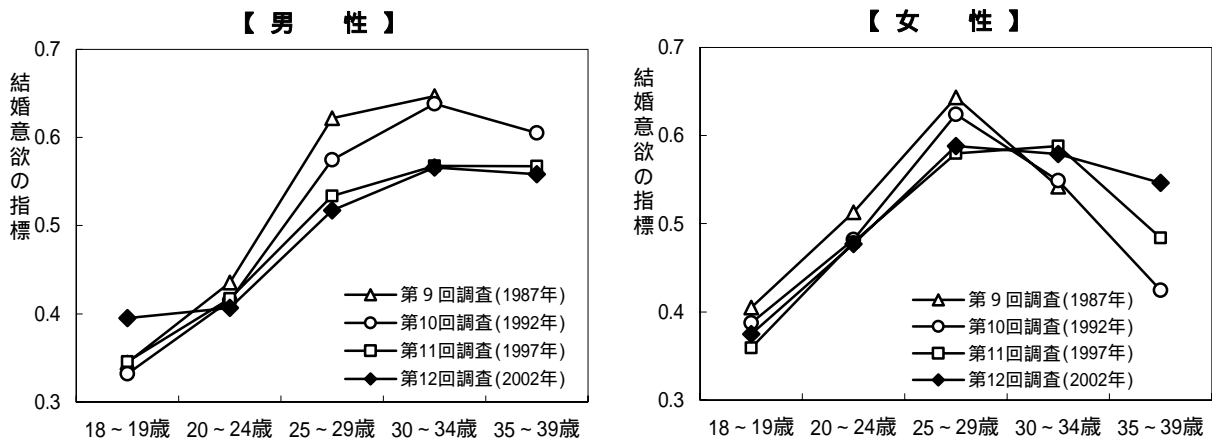 【 男 性 】
結婚意欲の指標
0.7
0.6
0.5
0.4
0.3
第９回調査(1987年)
第10回調査(1992年)
第11回調査(1997年)
第12回調査(2002年)
18～19歳 20～24歳 25～29歳 30～34歳 35～39歳
【 女 性 】
結婚意欲の指標
0.7
0.6
0.5
0.4
0.3
第９回調査(1987年)
第10回調査(1992年)
第11回調査(1997年)
第12回調査(2002年)
18～19歳 20～24歳 25～29歳 30～34歳 35～39歳